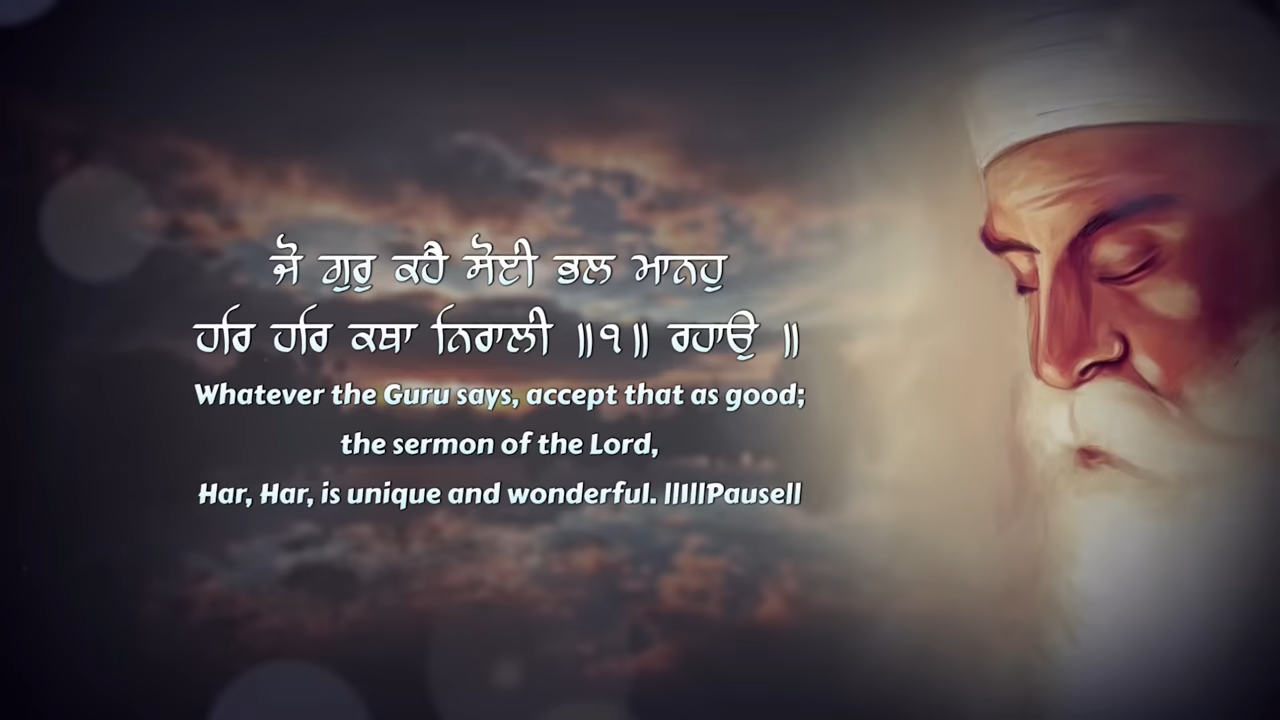 ਜੋ ਗੁਰੁ ਕਹੈ ਸੋਈ ਭਲ ਮਾਨਹੁ
ਹਰਿ ਹਰਿ ਕਥਾ ਨਿਰਾਲੀ ॥੧॥ ਰਹਾਉ ॥
Whatever the Guru says, accept that as good;
the sermon of the Lord,
Har, Har, is unique and wonderful. ||1||Pause||